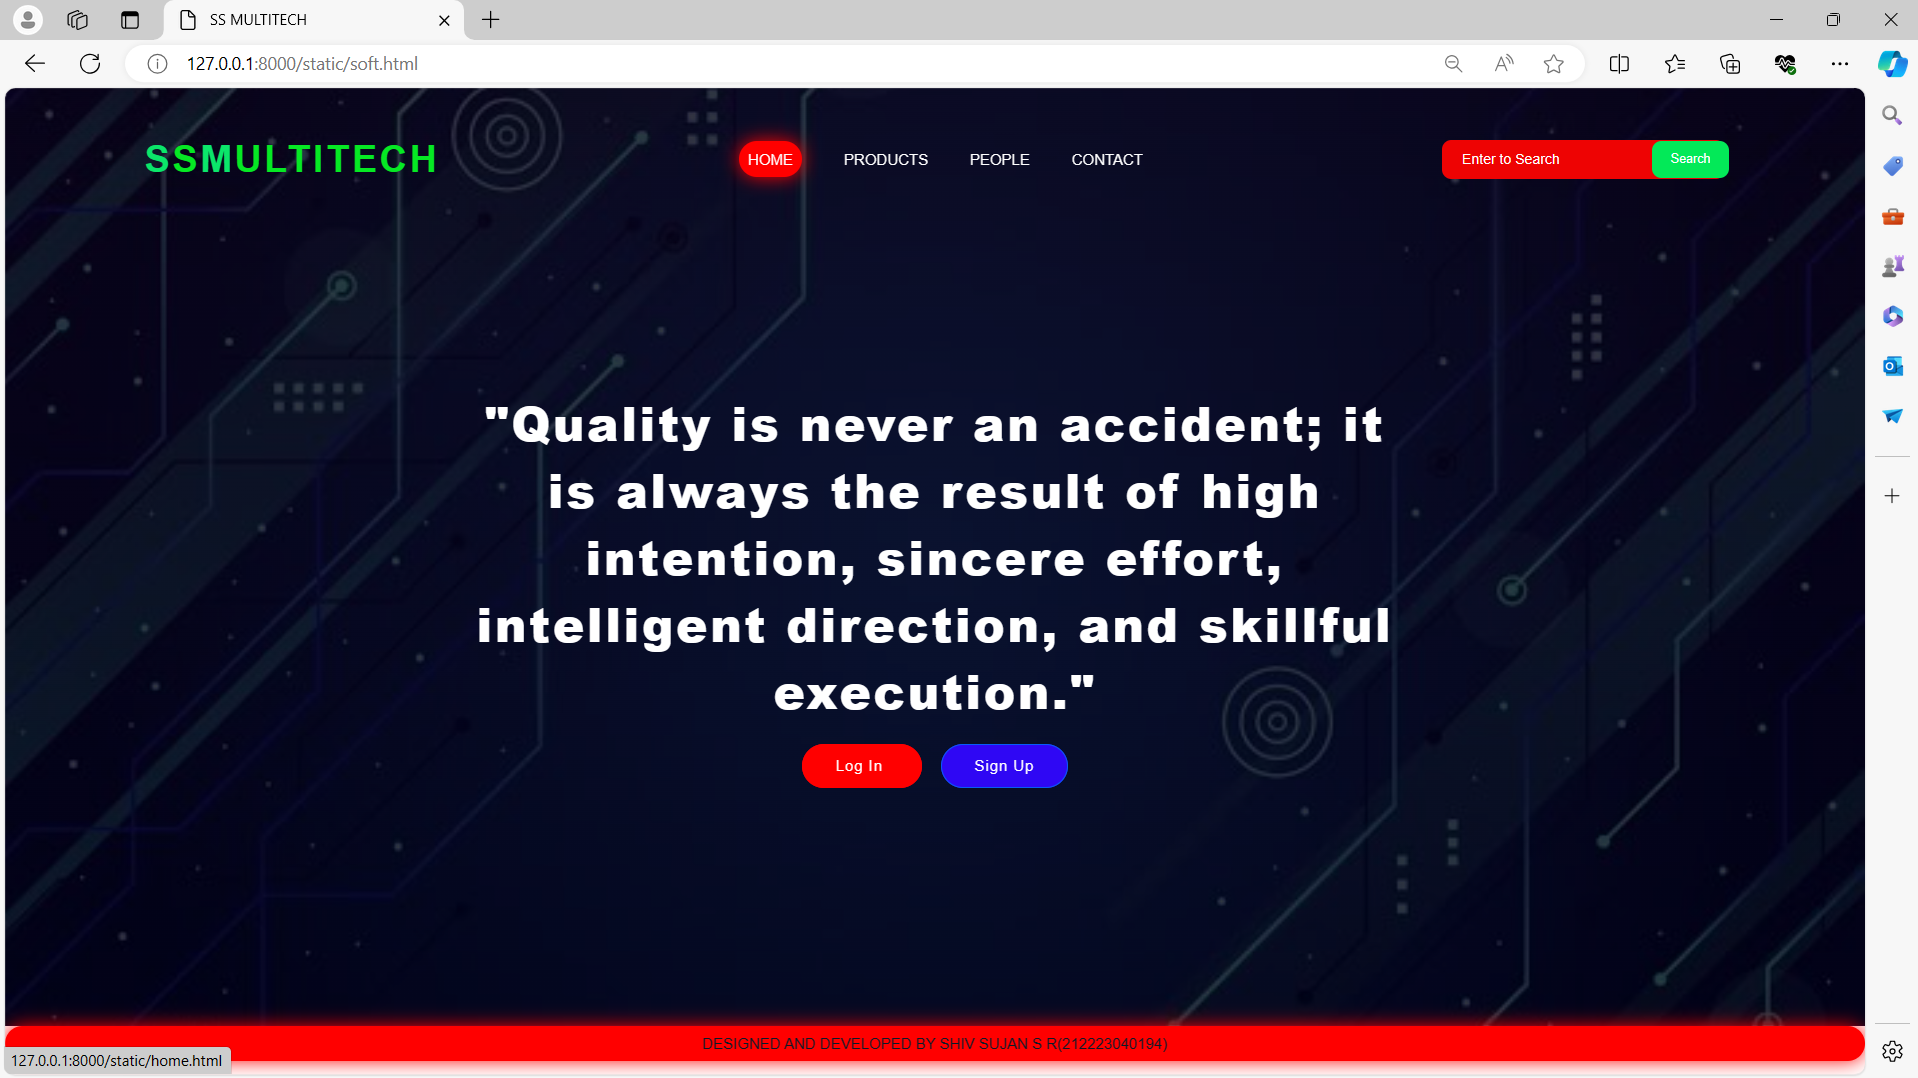 SS MULTITECH
127.0.0.1:8000/static/soft.html
SSMULTITECH
HOME PRODUCTS PEOPLE CONTACT
Enter to Search Search
"Quality is never an accident; it
is always the result of high
intention, sincere effort,
intelligent direction, and skillful
execution."
Log In Sign Up
DESIGNED AND DEVELOPED BY SHIV SUJAN S R(212223040194)
127.0.0.1:8000/static/home.html